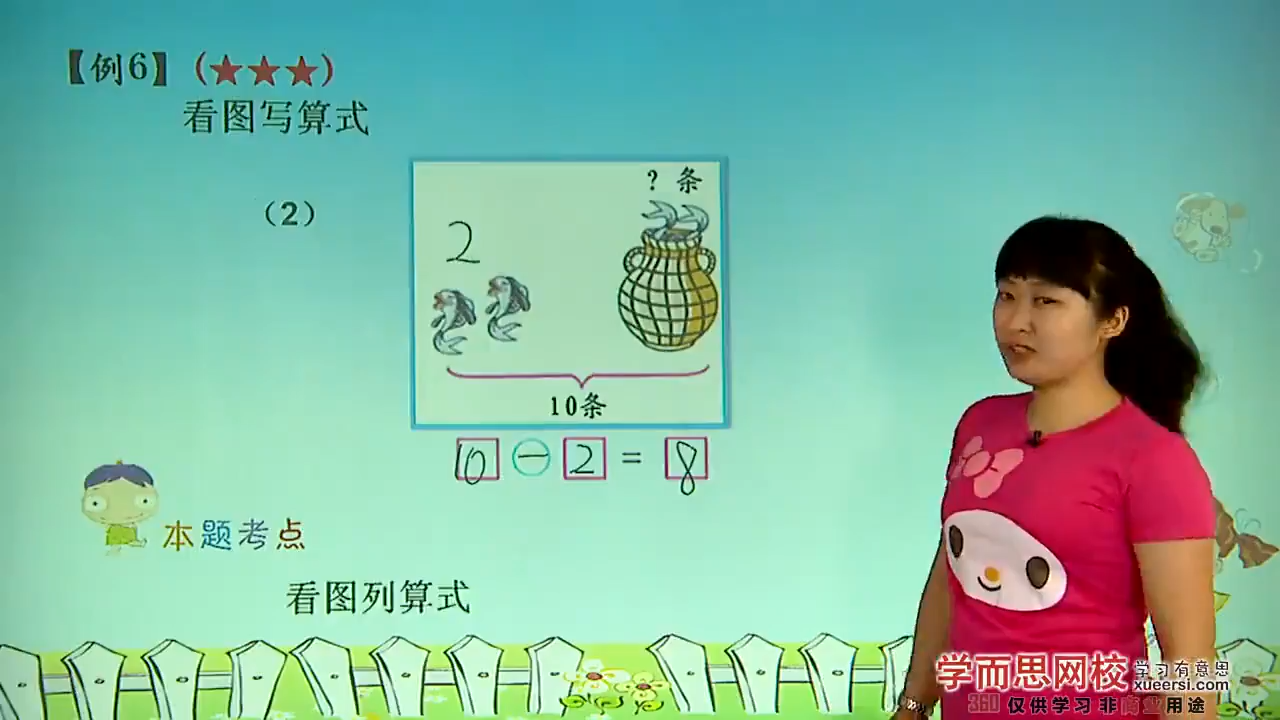 【例6】(★★★)
看图写算式
(2)
? 条
2
10条
10 - 2 = 8
本题考点
看图列算式
学而思网校 学习有意思
xueersi.com
360 仅供学习 非商业用途